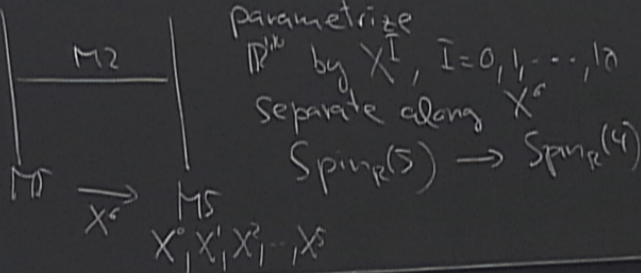 parametrize
M2
ℝ^{1,10} by X^I, I=0,1,...,10
separate along X^6
Spin_R(5) → Spin_R(4)
M5 → M5
X^6
X^0, X^1, X^2, ..., X^5